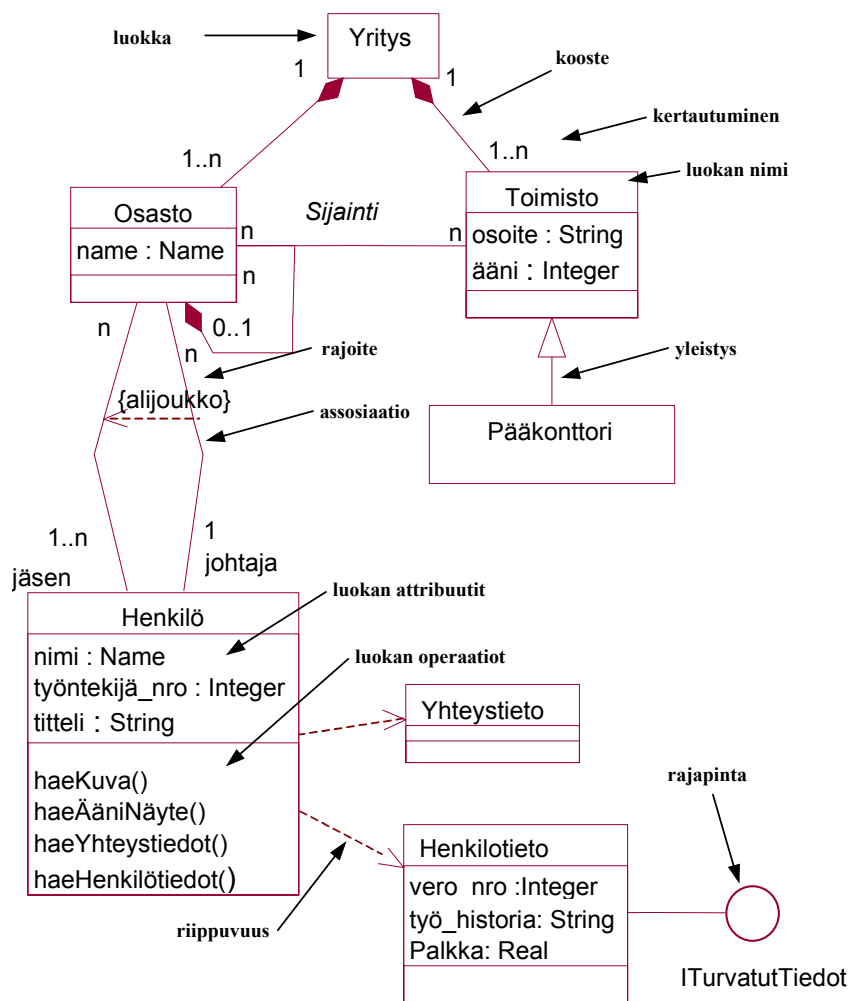 luokka
Yritys
1
1
kooste
kertautuminen
1..n
1..n
luokan nimi
Osasto
Sijainti
Toimisto
name : Name
n
n
osoite : String
n
ääni : Integer
n
0..1
n
rajoite
yleistys
{alijoukko}
assosiaatio
Pääkonttori
1..n
1
jäsen
johtaja
luokan attribuutit
Henkilö
nimi : Name
luokan operaatiot
työntekijä_nro : Integer
titteli : String
Yhteystieto
haeKuva()
haeÄäniNäyte()
haeYhteystiedot()
haeHenkilötiedot()
rajapinta
Henkilotieto
vero_nro :Integer
työ_historia: String
Palkka: Real
riippuvuus
ITurvatutTiedot